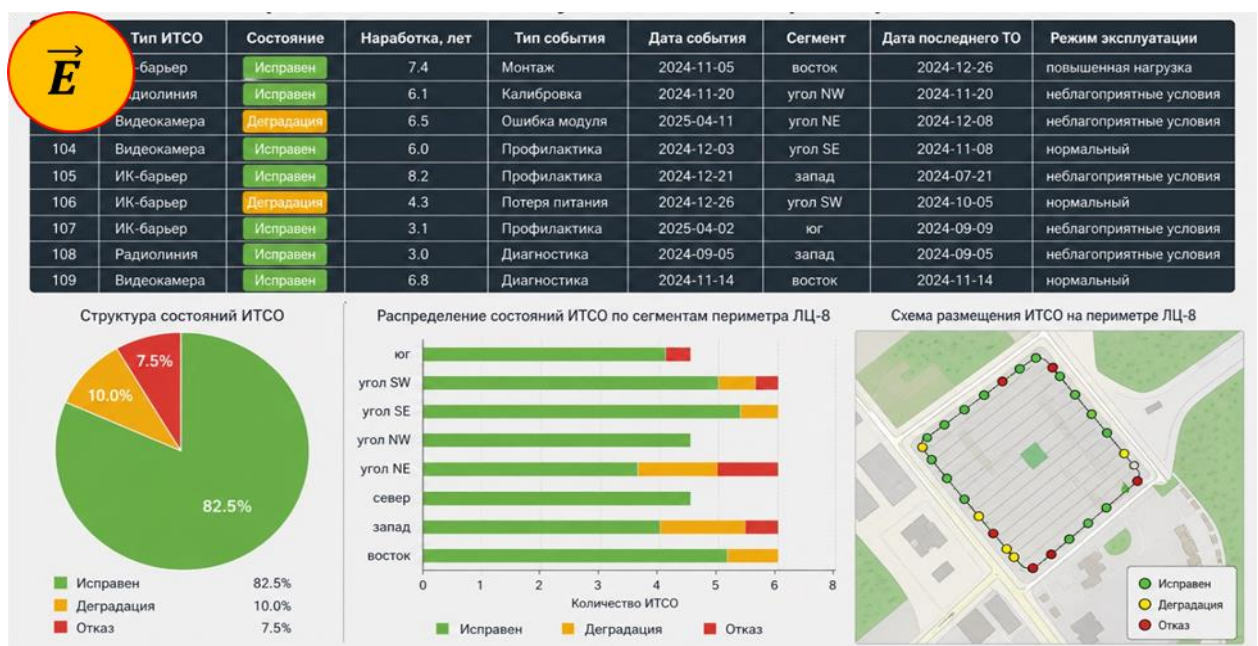 E
Тип ИТСО Состояние Наработка, лет Тип события Дата события Сегмент Дата последнего ТО Режим эксплуатации
-барьер Исправен 7.4 Монтаж 2024-11-05 восток 2024-12-26 повышенная нагрузка
диолиния Исправен 6.1 Калибровка 2024-11-20 угол NW 2024-11-20 неблагоприятные условия
Видеокамера Деградация 6.5 Ошибка модуля 2025-04-11 угол NE 2024-12-08 неблагоприятные условия
104 Видеокамера Исправен 6.0 Профилактика 2024-12-03 угол SE 2024-11-08 нормальный
105 ИК-барьер Исправен 8.2 Профилактика 2024-12-21 запад 2024-07-21 неблагоприятные условия
106 ИК-барьер Деградация 4.3 Потеря питания 2024-12-26 угол SW 2024-10-05 нормальный
107 ИК-барьер Исправен 3.1 Профилактика 2025-04-02 юг 2024-09-09 неблагоприятные условия
108 Радиолиния Исправен 3.0 Диагностика 2024-09-05 запад 2024-09-05 неблагоприятные условия
109 Видеокамера Исправен 6.8 Диагностика 2024-11-14 восток 2024-11-14 нормальный
Структура состояний ИТСО
7.5%
10.0%
82.5%
Исправен 82.5%
Деградация 10.0%
Отказ 7.5%
Распределение состояний ИТСО по сегментам периметра ЛЦ-8
юг
угол SW
угол SE
угол NW
угол NE
север
запад
восток
0 1 2 3 4 5 6 8
Количество ИТСО
Исправен Деградация Отказ
Схема размещения ИТСО на периметре ЛЦ-8
Исправен
Деградация
Отказ